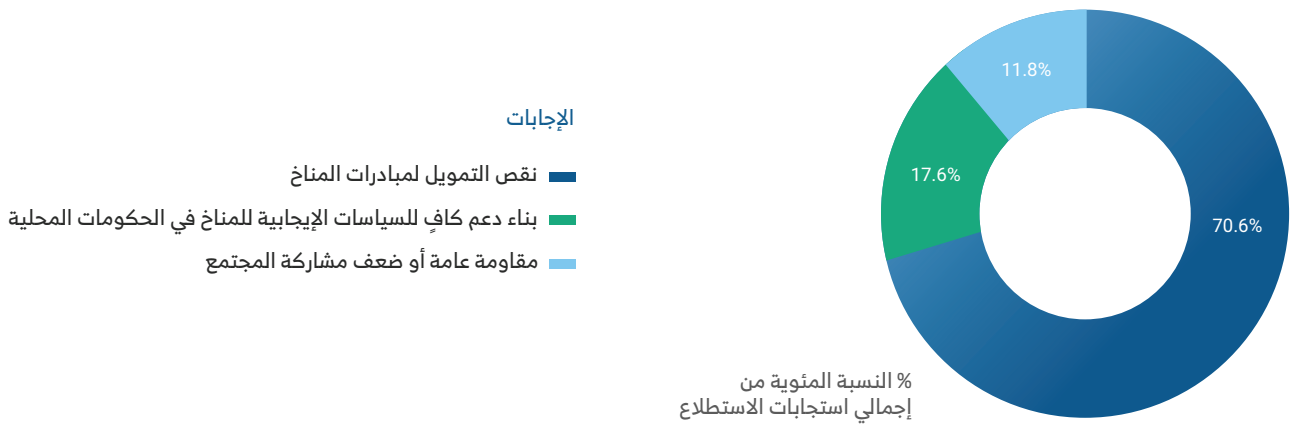 الإجابات
نقص التمويل لمبادرات المناخ
بناء دعم كافٍ للسياسات الإيجابية للمناخ في الحكومات المحلية
مقاومة عامة أو ضعف مشاركة المجتمع
11.8%
17.6%
70.6%
% النسبة المئوية من
إجمالي استجابات الاستطلاع